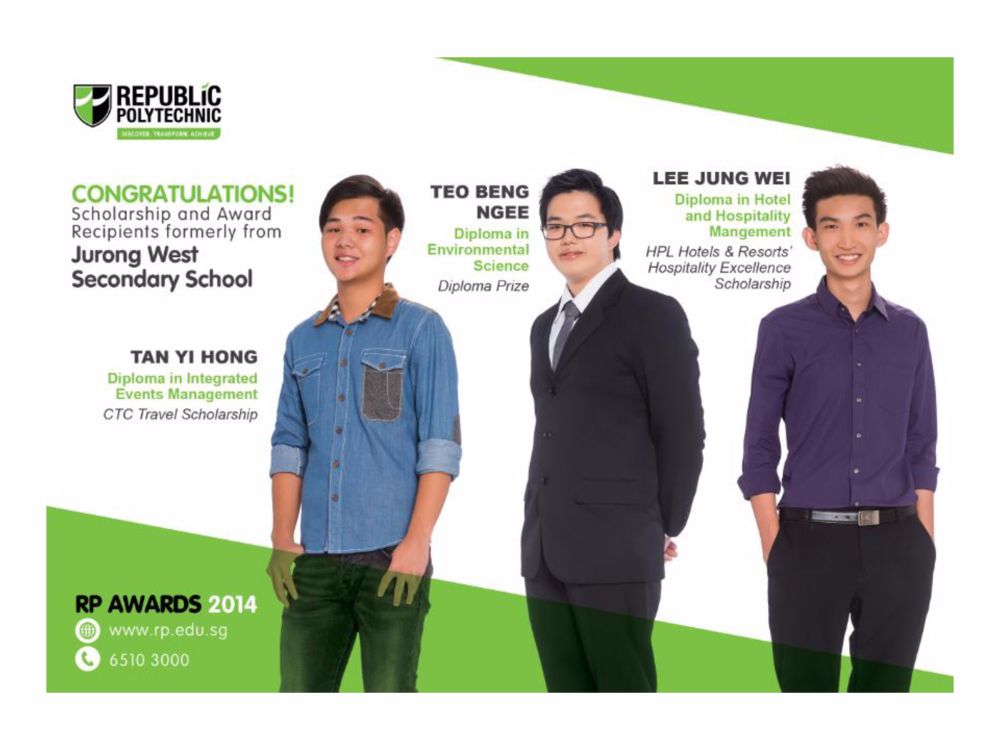 REPUBLIC
POLYTECHNIC
DISCOVER TRANSFORM ACHIEVE
CONGRATULATIONS!
Scholarship and Award
Recipients formerly from
Jurong West
Secondary School
TAN YI HONG
Diploma in Integrated
Events Management
CTC Travel Scholarship
TEO BENG
NGEE
Diploma in
Environmental
Science
Diploma Prize
LEE JUNG WEI
Diploma in Hotel
and Hospitality
Mangement
HPL Hotels & Resorts'
Hospitality Excellence
Scholarship
RP AWARDS 2014
www.rp.edu.sg
6510 3000